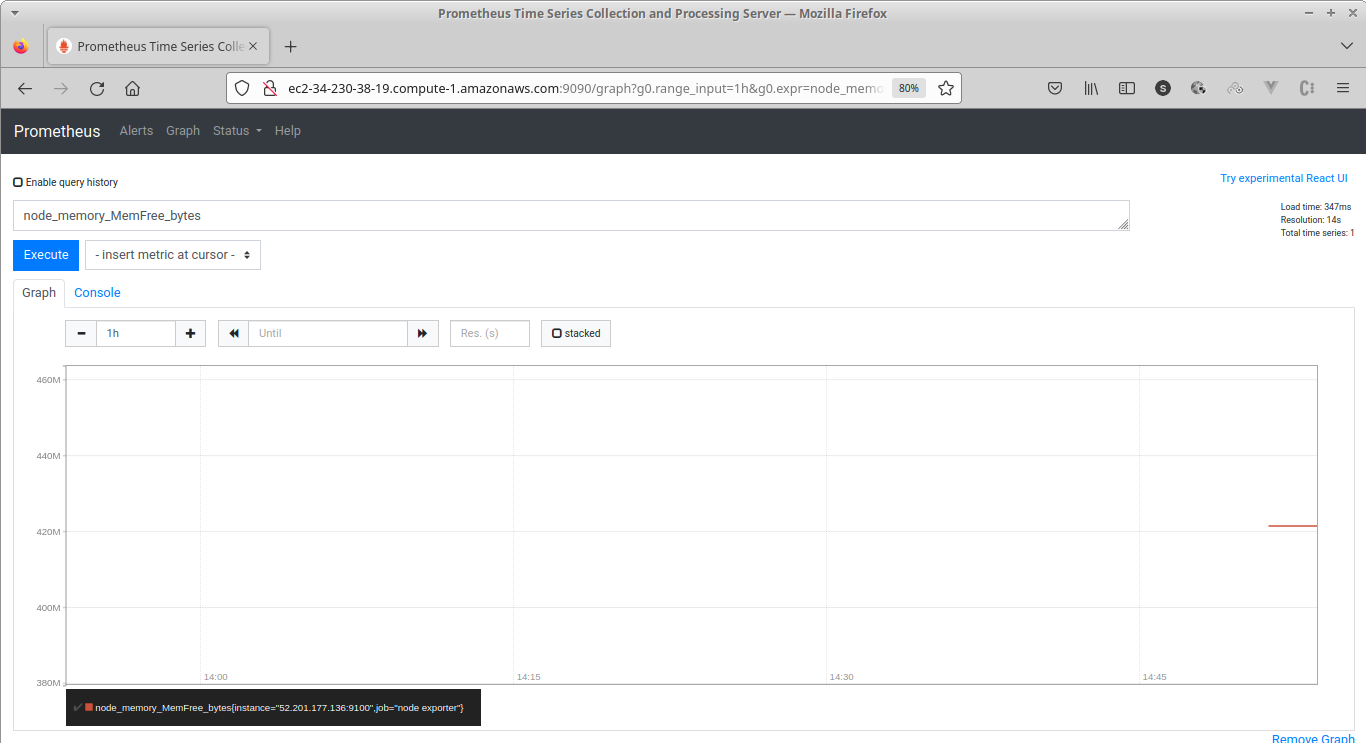 Prometheus Time Series Collection and Processing Server — Mozilla Firefox
Prometheus Time Series Colle
ec2-34-230-38-19.compute-1.amazonaws.com:9090/graph?g0.range_input=1h&g0.expr=node_memo 80%
Prometheus Alerts Graph Status Help
Enable query history Try experimental React UI
node_memory_MemFree_bytes
Load time: 347ms
Resolution: 14s
Total time series: 1
Execute - insert metric at cursor -
Graph Console
1h Until Res. (s) stacked
460M
440M
420M
400M
380M
14:00 14:15 14:30 14:45
node_memory_MemFree_bytes{instance="52.201.177.136:9100",job="node exporter"}
Remove Graph